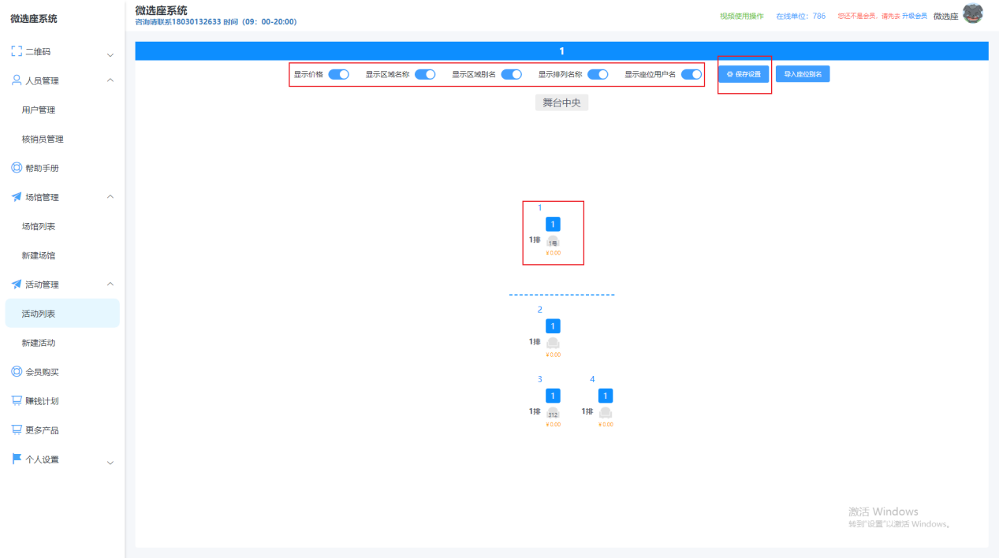 微选座系统
微选座系统
咨询请联系18030132633 时间（09：00-20:00）
视频使用操作 在线单位：786 您还不是会员，请先去 升级会员 微选座
二维码
人员管理
用户管理
核销员管理
帮助手册
场馆管理
场馆列表
新建场馆
活动管理
活动列表
新建活动
会员购买
赚钱计划
更多产品
个人设置
1
显示价格 显示区域名称 显示区域别名 显示排列名称 显示座位用户名 保存设置 导入座位别名
舞台中央
1
1
1排 1号
¥0.00
2
1
1排
¥0.00
3 4
1 1
1排 312 1排
¥0.00 ¥0.00
激活 Windows
转到"设置"以激活 Windows。